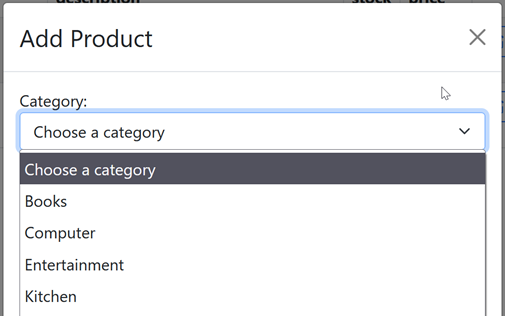 description stock price
Add Product
Category:
Choose a category
Choose a category
Books
Computer
Entertainment
Kitchen